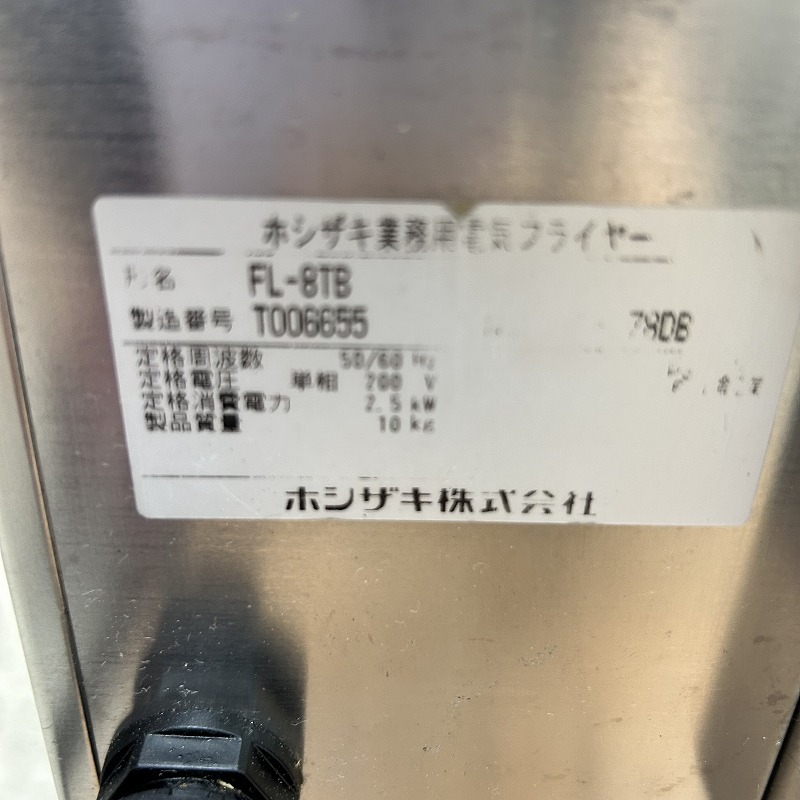 ホシザキ業務用電気フライヤー
名 FL-8TB
製造番号 T006655
定格周波数 50/60 Hz
定格電圧 単相 200 V
定格消費電力 2.5 kW
製品質量 10 kg
ホシザキ株式会社